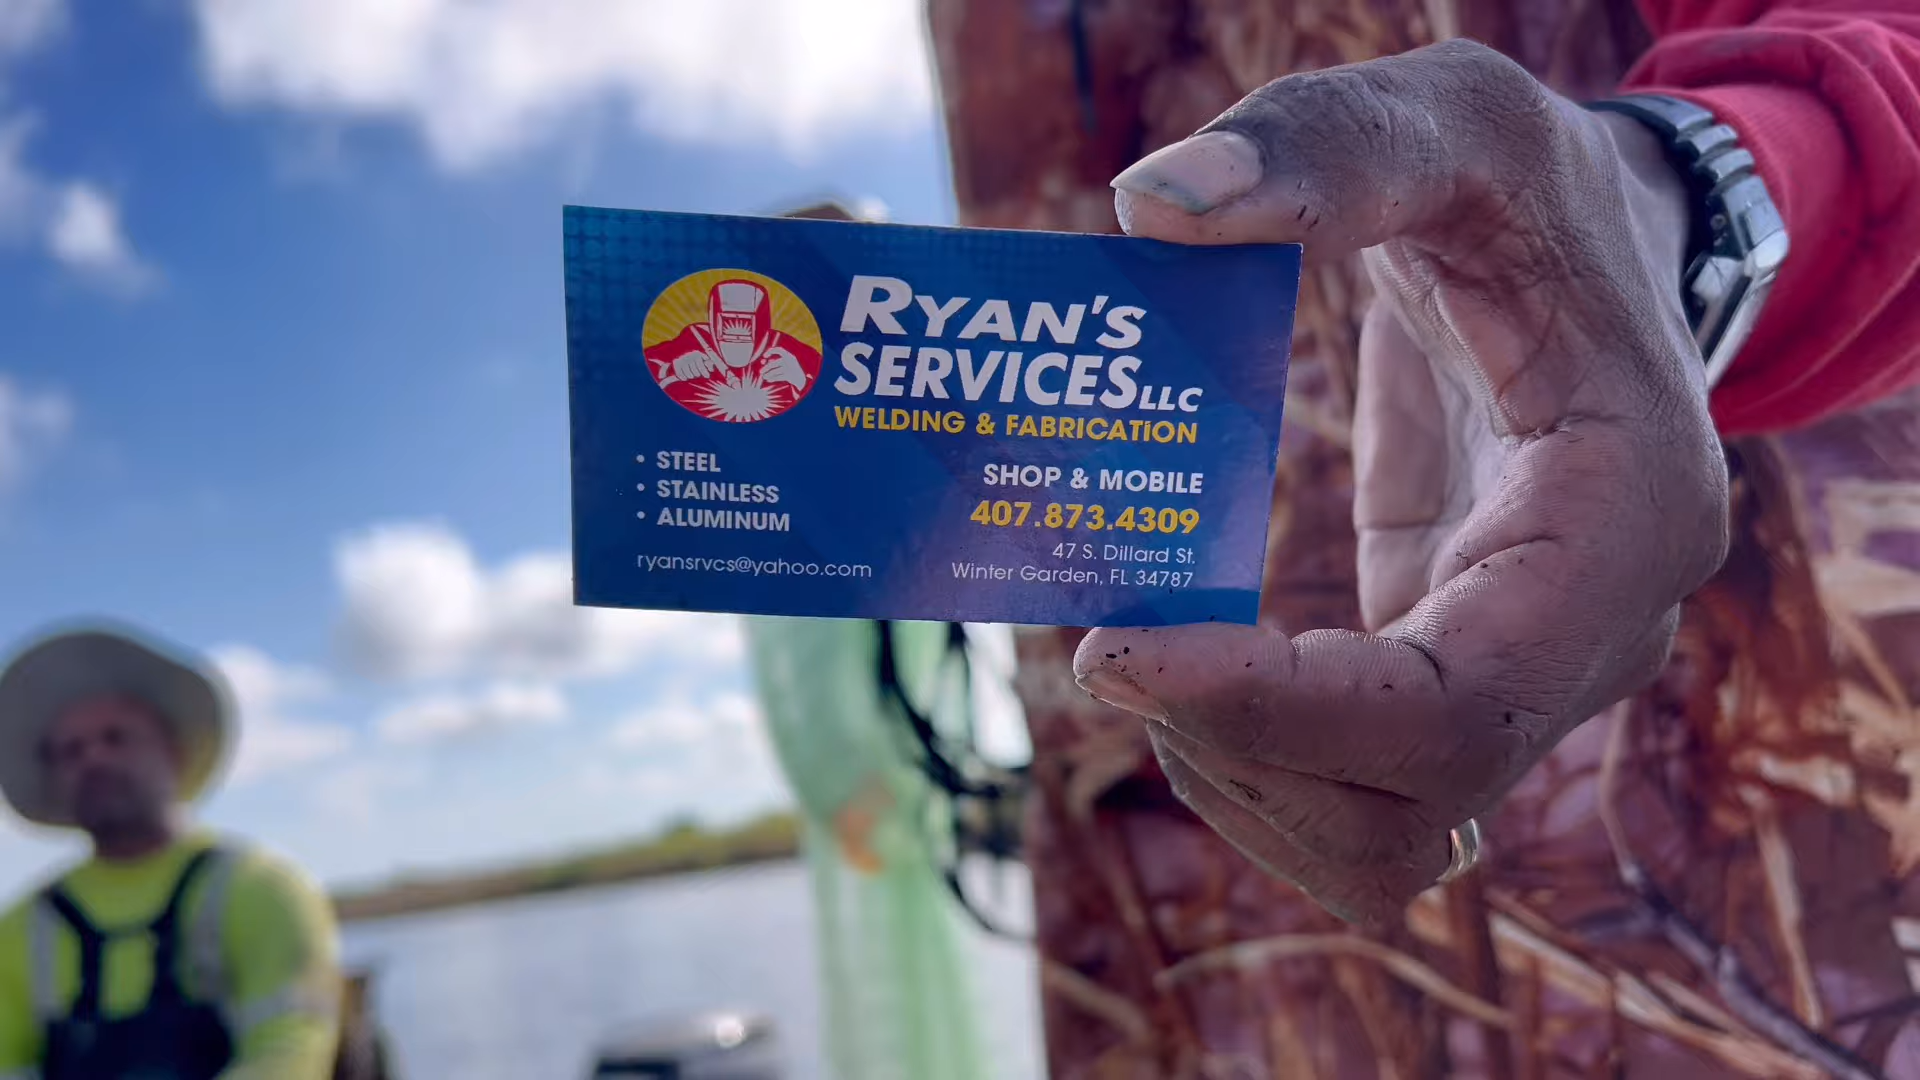 RYAN'S
SERVICES LLC
WELDING & FABRICATION
• STEEL
• STAINLESS
• ALUMINUM
ryansrvcs@yahoo.com
SHOP & MOBILE
407.873.4309
47 S. Dillard St.
Winter Garden, FL 34787